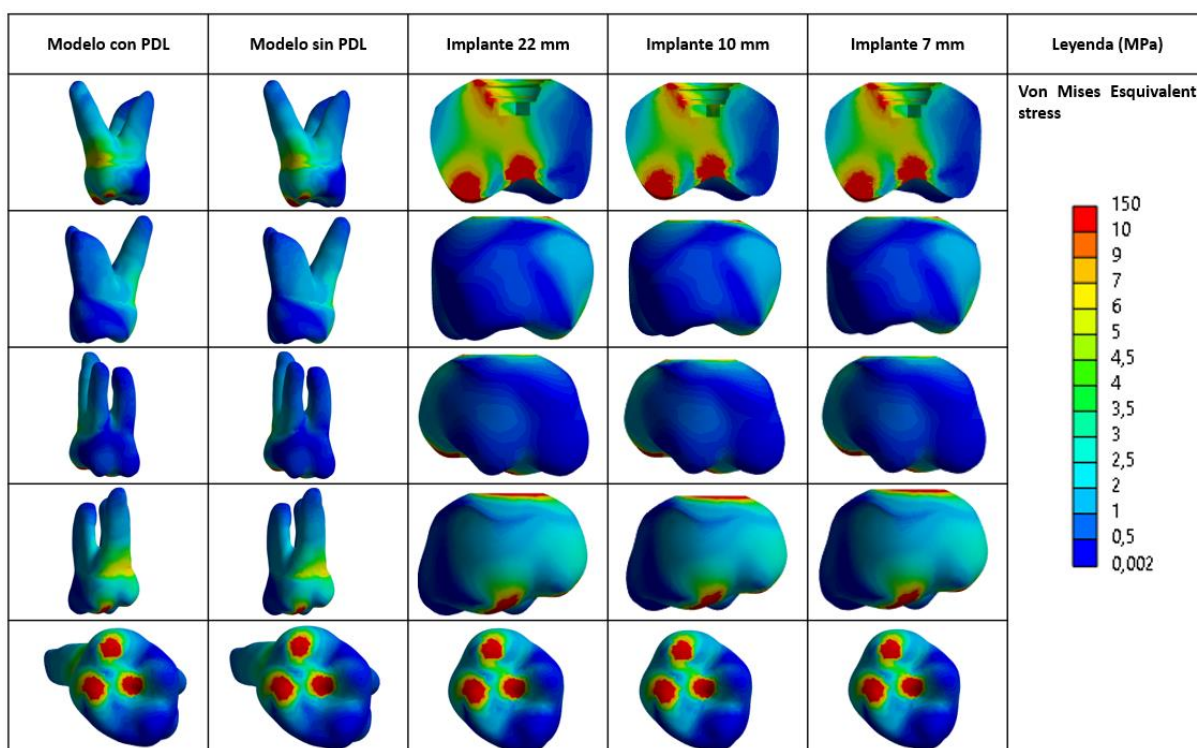 Modelo con PDL
Modelo sin PDL
Implante 22 mm
Implante 10 mm
Implante 7 mm
Leyenda (MPa)
Von Mises Esquivalent
stress
150
10
9
7
6
5
4,5
4
3,5
3
2,5
2
1
0,5
0,002